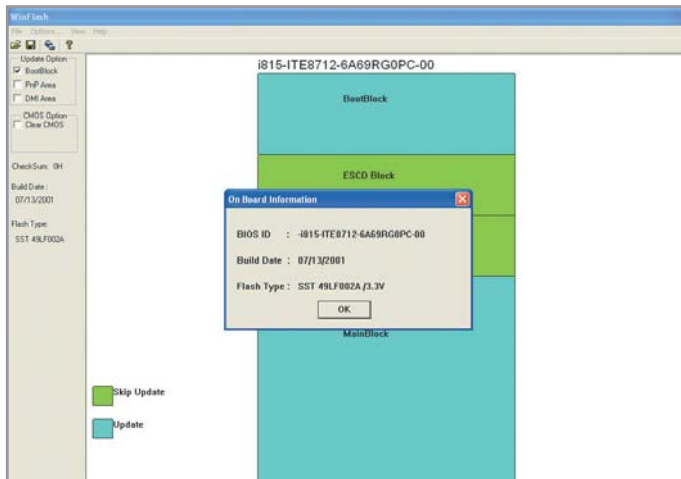 WinFlash
File Options... View Help
Update Option
BootBlock
PnP Area
DMI Area
CMOS Option
Clear CMOS
CheckSum: 0H
Build Date :
07/13/2001
Flash Type:
SST 49LF002A
i815-ITE8712-6A69RG0PC-00
BootBlock
ESCD Block
On Board Information
BIOS ID : -i815-ITE8712-6A69RG0PC-00
Build Date : 07/13/2001
Flash Type : SST 49LF002A /3.3V
OK
MainBlock
Skip Update
Update